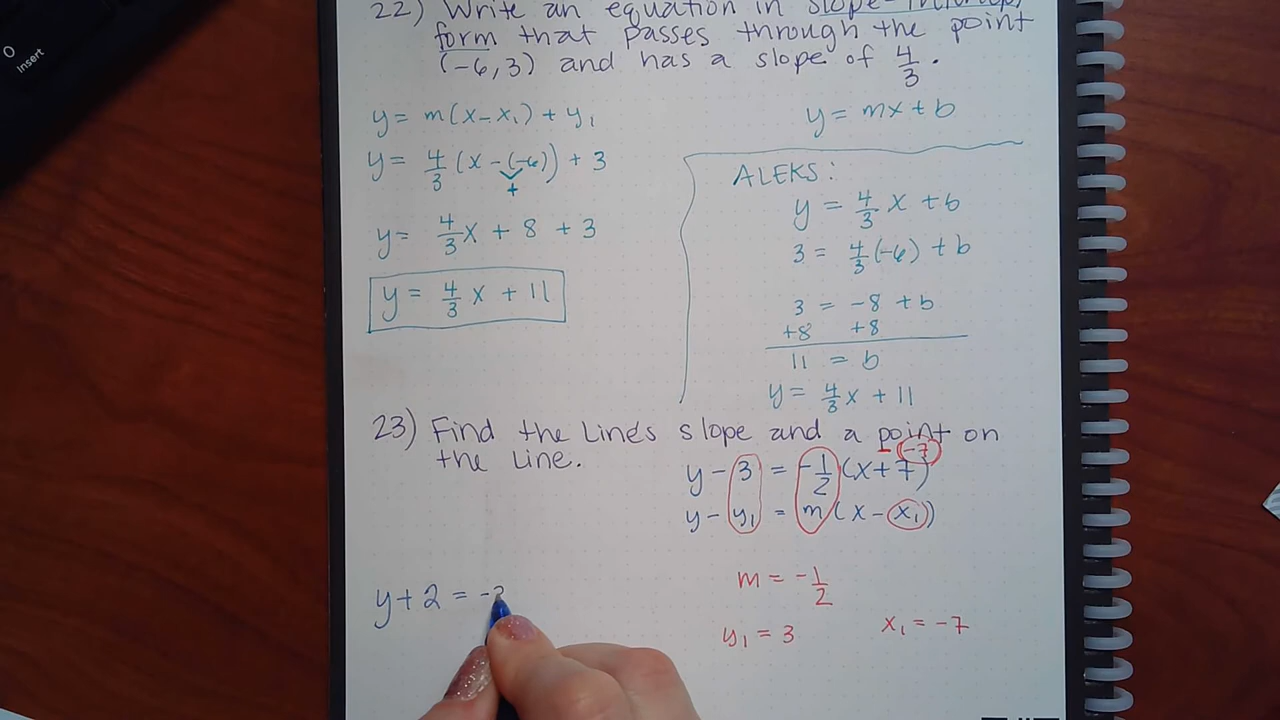 O
Insert
22) Write an equation in slope-intercept
form that passes through the point
(-6, 3) and has a slope of 4/3.
y = m(x - x₁) + y₁
y = 4/3 (x - (-6)) + 3
+
y = 4/3 x + 8 + 3
y = 4/3 x + 11
y = mx + b
ALEKS:
y = 4/3 x + b
3 = 4/3 (-6) + b
3 = -8 + b
+8 +8
11 = b
y = 4/3 x + 11
23) Find the line's slope and a point on
the line.
-(-7)
y - 3 = -1/2 (x + 7)
y - y₁ = m (x - x₁)
m = -1/2
y₁ = 3 x₁ = -7
y + 2 =